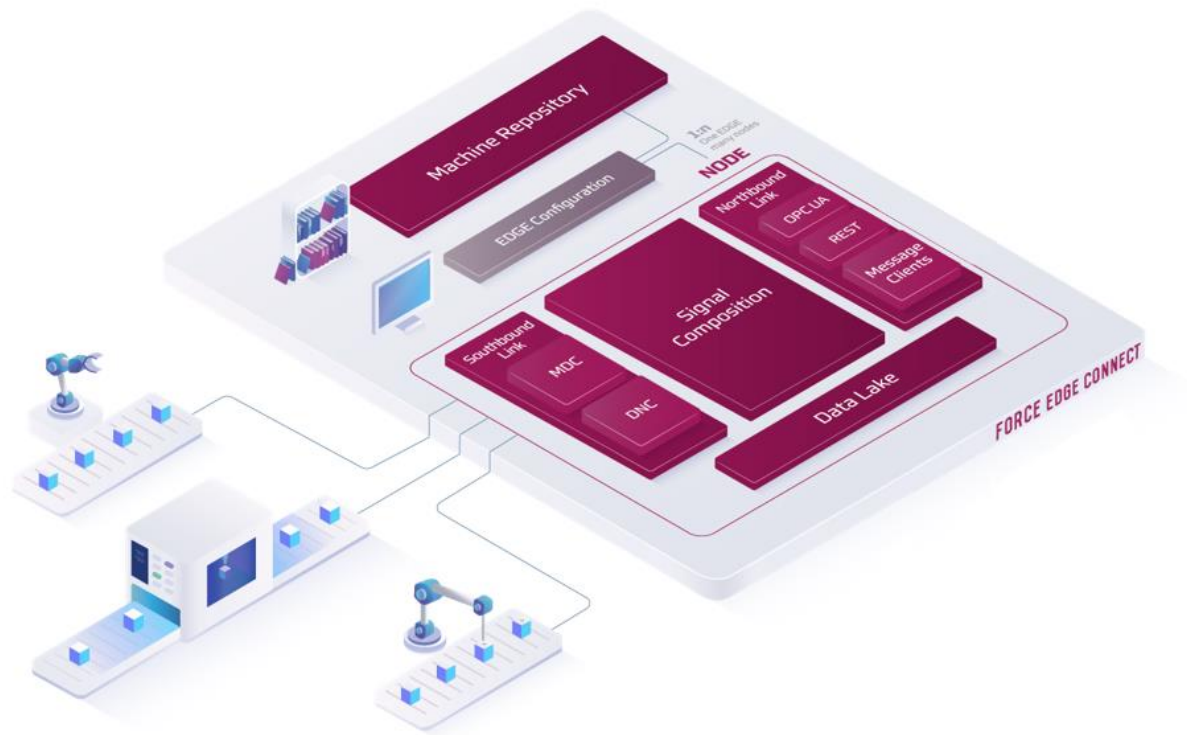 Machine Repository
1:n
One EDGE
many nodes
NODE
EDGE Configuration
Northbound
Link
OPC UA
REST
Message
Clients
Signal
Composition
Southbound
Link
MDC
DNC
Data Lake
FORCE EDGE CONNECT